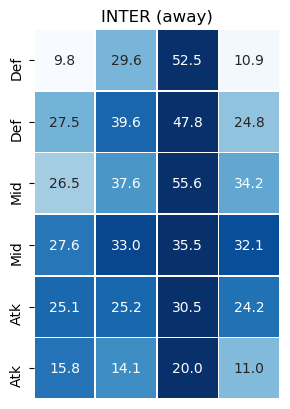 INTER (away)
Def 9.8 29.6 52.5 10.9
Def 27.5 39.6 47.8 24.8
Mid 26.5 37.6 55.6 34.2
Mid 27.6 33.0 35.5 32.1
Atk 25.1 25.2 30.5 24.2
Atk 15.8 14.1 20.0 11.0